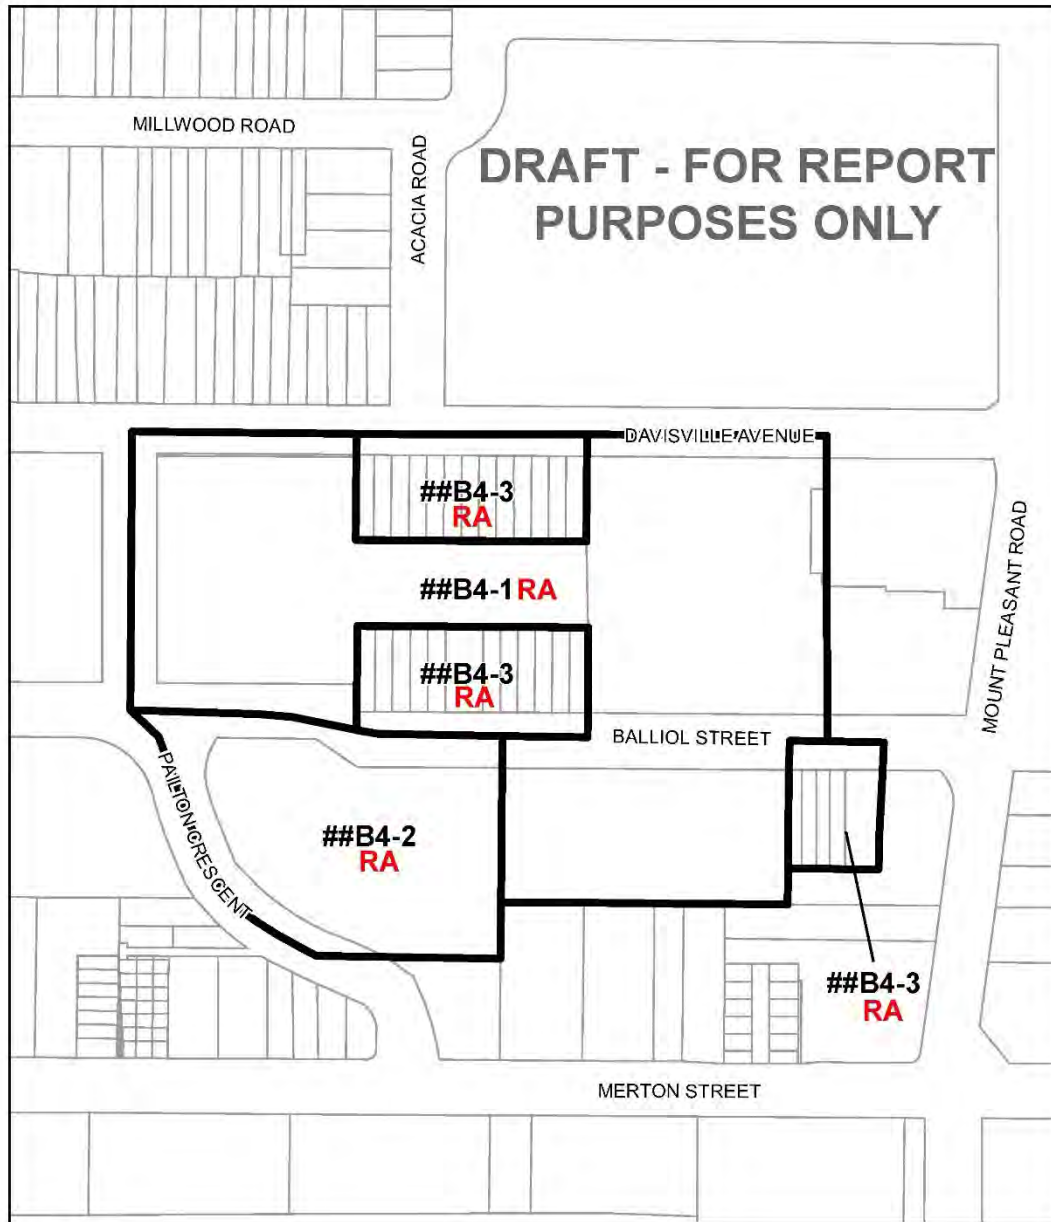 MILLWOOD ROAD
ACACIA ROAD
DRAFT - FOR REPORT
PURPOSES ONLY
DAVISVILLE AVENUE
##B4-3
RA
##B4-1 RA
##B4-3
RA
MOUNT PLEASANT ROAD
BALLIOL STREET
PAILTON CRESCENT
##B4-2
RA
##B4-3
RA
MERTON STREET